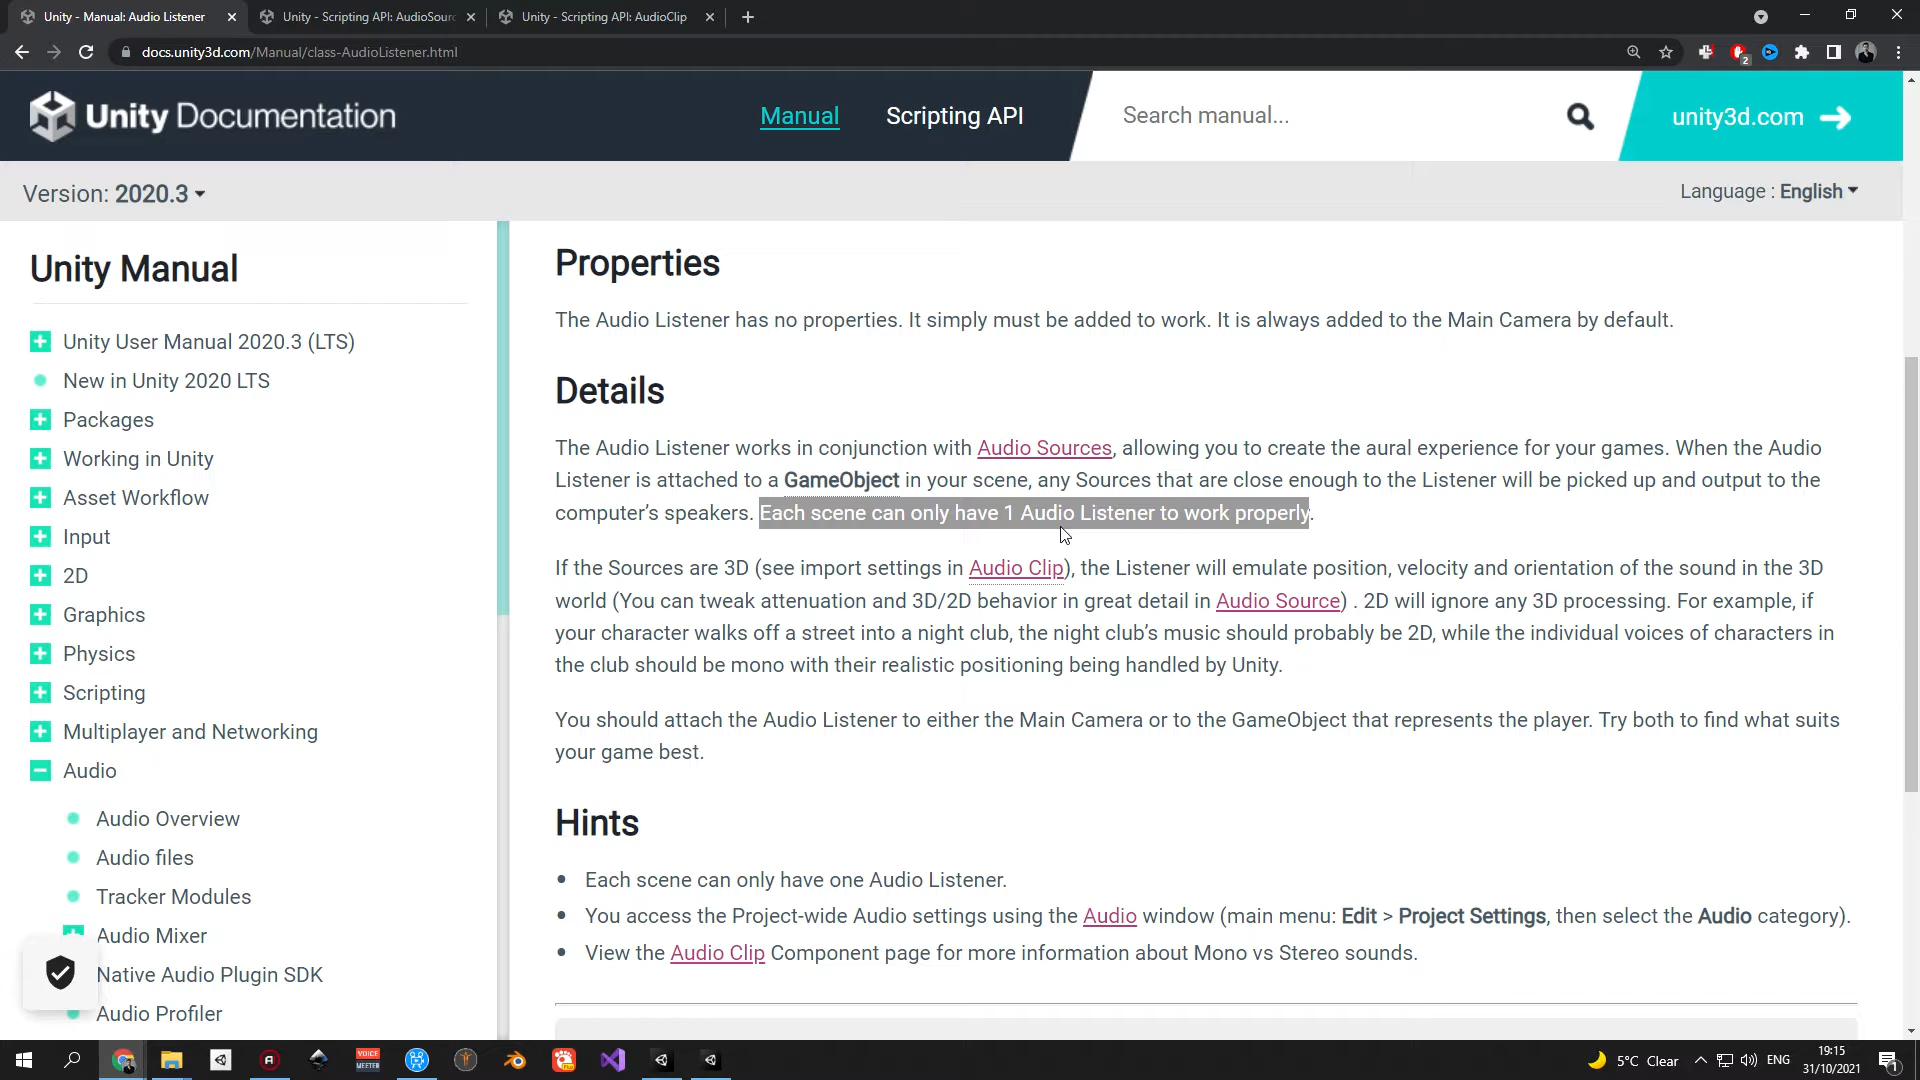 Unity - Manual: Audio Listener
Unity - Scripting API: AudioSour
Unity - Scripting API: AudioClip
docs.unity3d.com/Manual/class-AudioListener.html
2
Unity Documentation
Manual
Scripting API
Search manual...
unity3d.com
Version: 2020.3
Language : English
Unity Manual
Unity User Manual 2020.3 (LTS)
New in Unity 2020 LTS
Packages
Working in Unity
Asset Workflow
Input
2D
Graphics
Physics
Scripting
Multiplayer and Networking
Audio
Audio Overview
Audio files
Tracker Modules
Audio Mixer
Native Audio Plugin SDK
Audio Profiler
Properties
The Audio Listener has no properties. It simply must be added to work. It is always added to the Main Camera by default.
Details
The Audio Listener works in conjunction with Audio Sources, allowing you to create the aural experience for your games. When the Audio
Listener is attached to a GameObject in your scene, any Sources that are close enough to the Listener will be picked up and output to the
computer's speakers. Each scene can only have 1 Audio Listener to work properly.
If the Sources are 3D (see import settings in Audio Clip), the Listener will emulate position, velocity and orientation of the sound in the 3D
world (You can tweak attenuation and 3D/2D behavior in great detail in Audio Source) . 2D will ignore any 3D processing. For example, if
your character walks off a street into a night club, the night club's music should probably be 2D, while the individual voices of characters in
the club should be mono with their realistic positioning being handled by Unity.
You should attach the Audio Listener to either the Main Camera or to the GameObject that represents the player. Try both to find what suits
your game best.
Hints
Each scene can only have one Audio Listener.
You access the Project-wide Audio settings using the Audio window (main menu: Edit > Project Settings, then select the Audio category).
View the Audio Clip Component page for more information about Mono vs Stereo sounds.
VOICE
MEETER
5°C Clear
ENG
19:15
31/10/2021
1